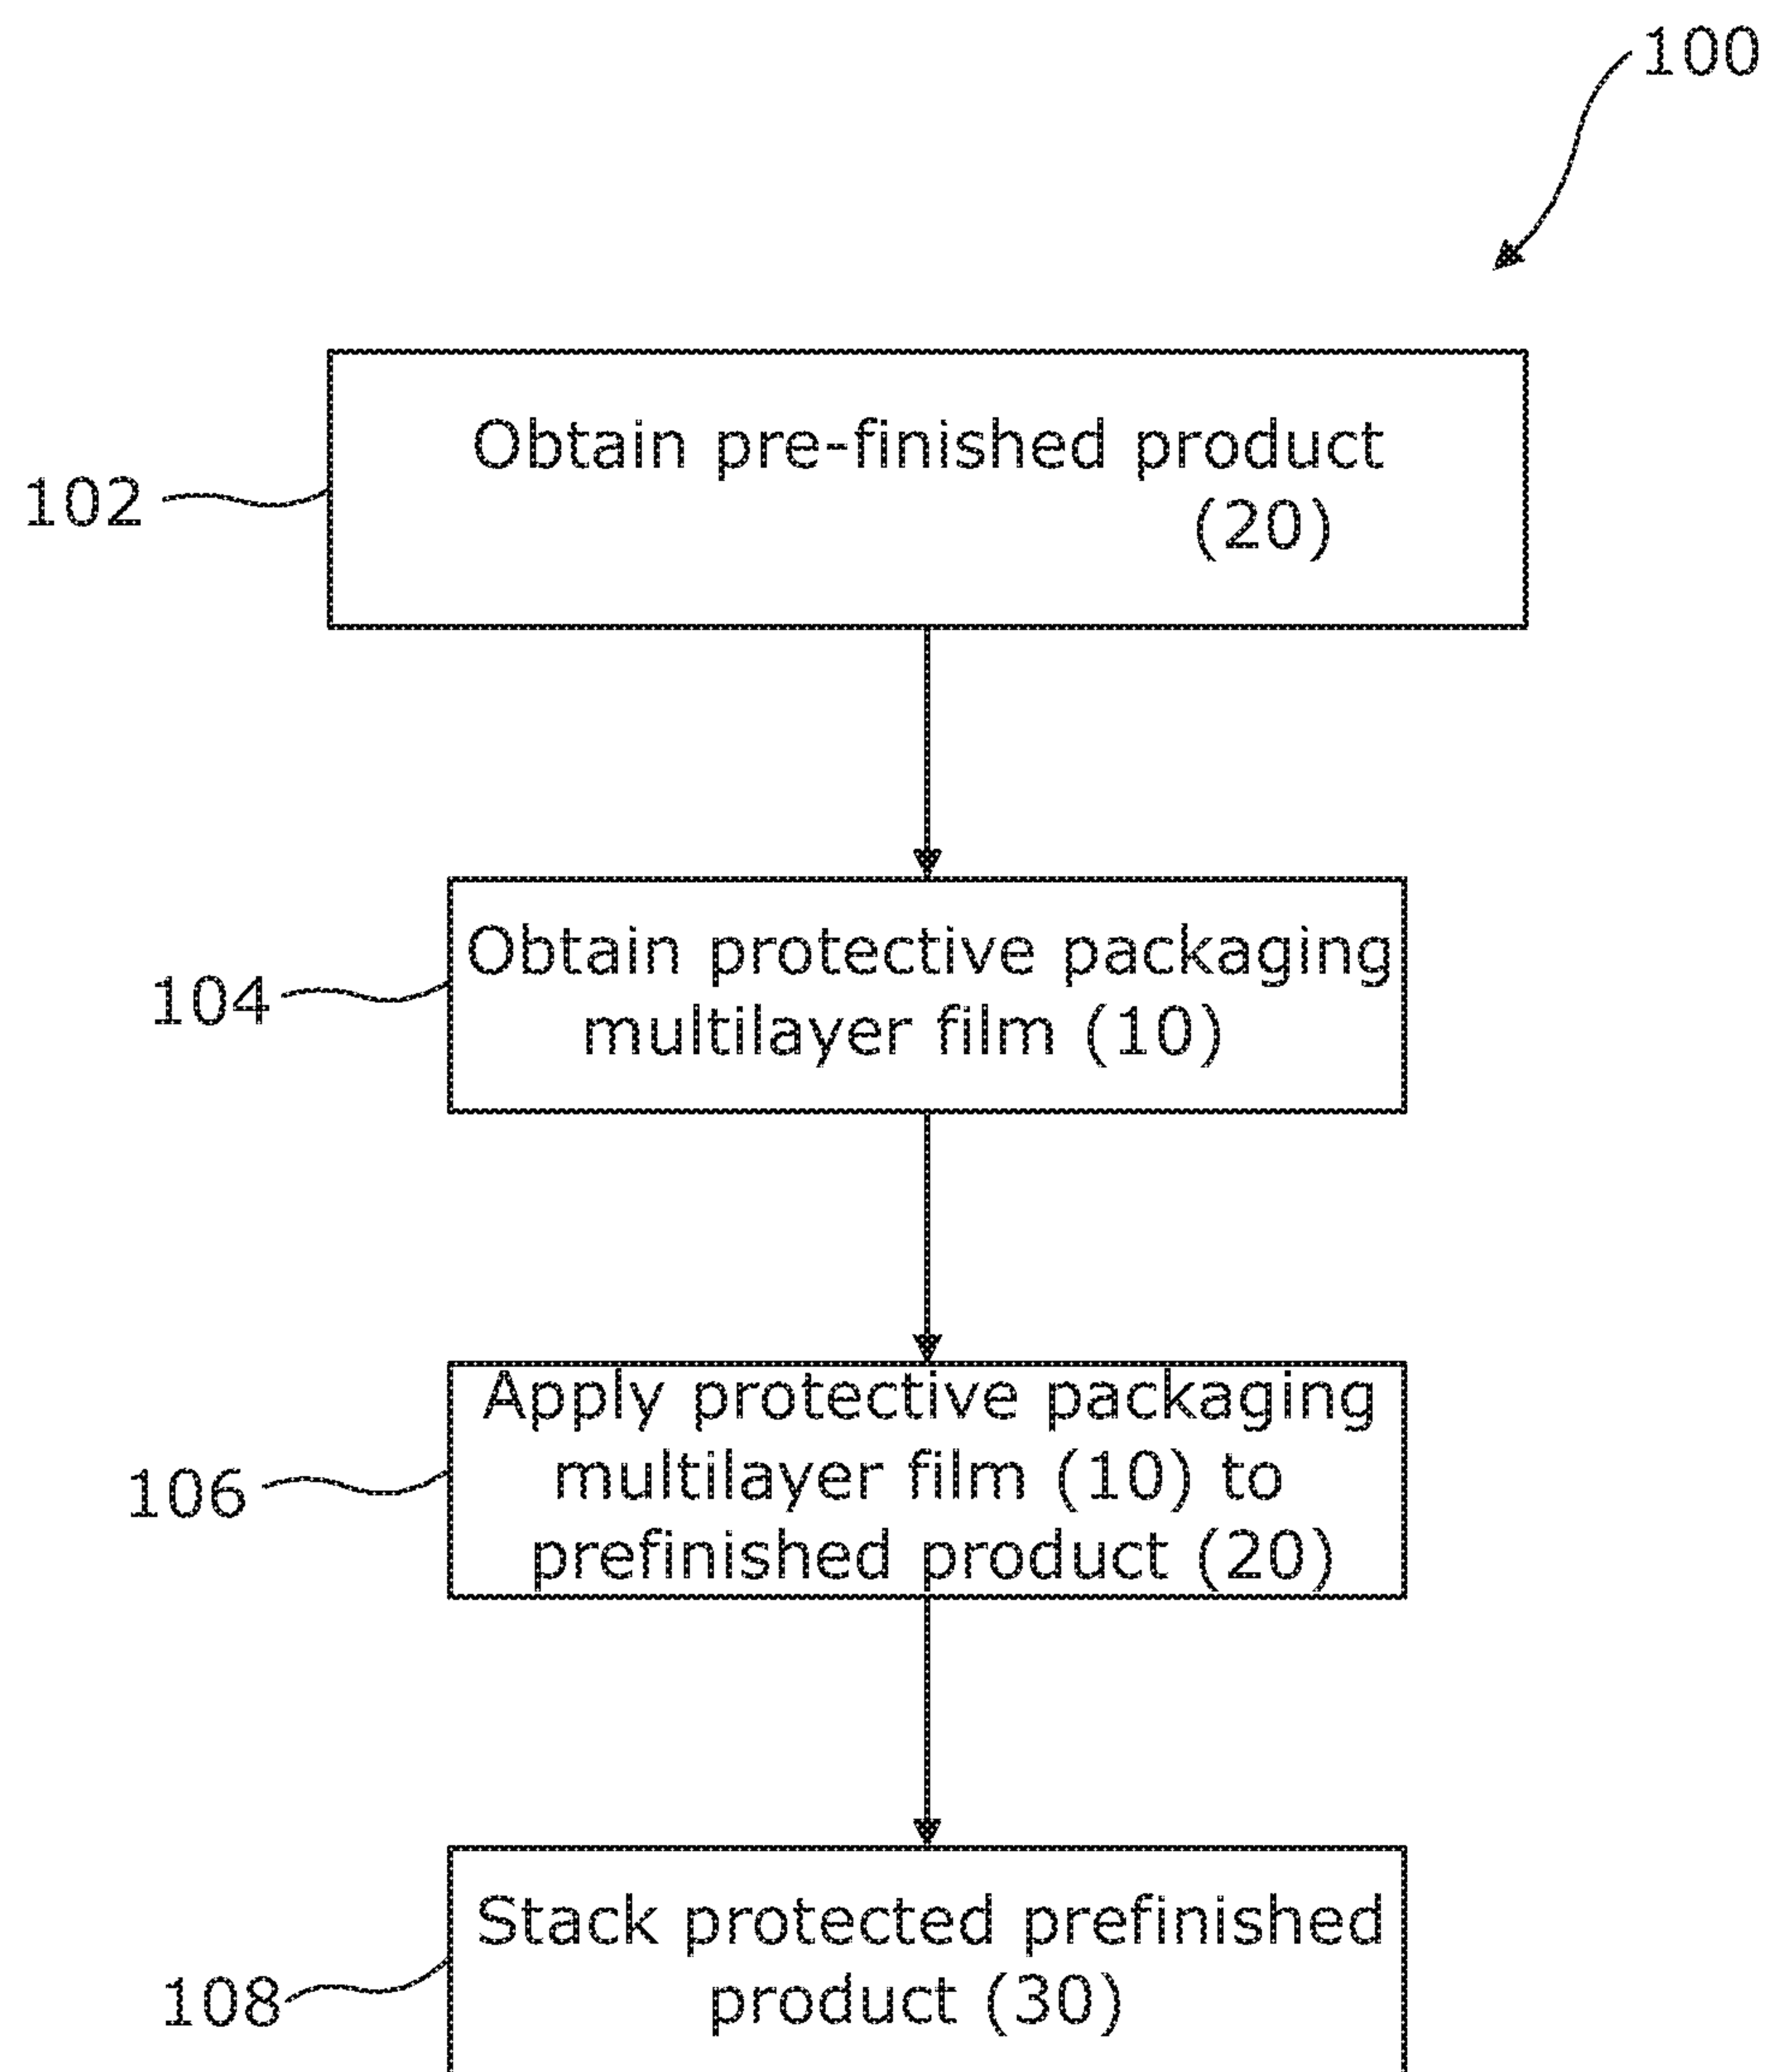 100
Obtain pre-finished product
(20)
102
Obtain protective packaging
multilayer film (10)
104
Apply protective packaging
multilayer film (10) to
prefinished product (20)
106
Stack protected prefinished
product (30)
108